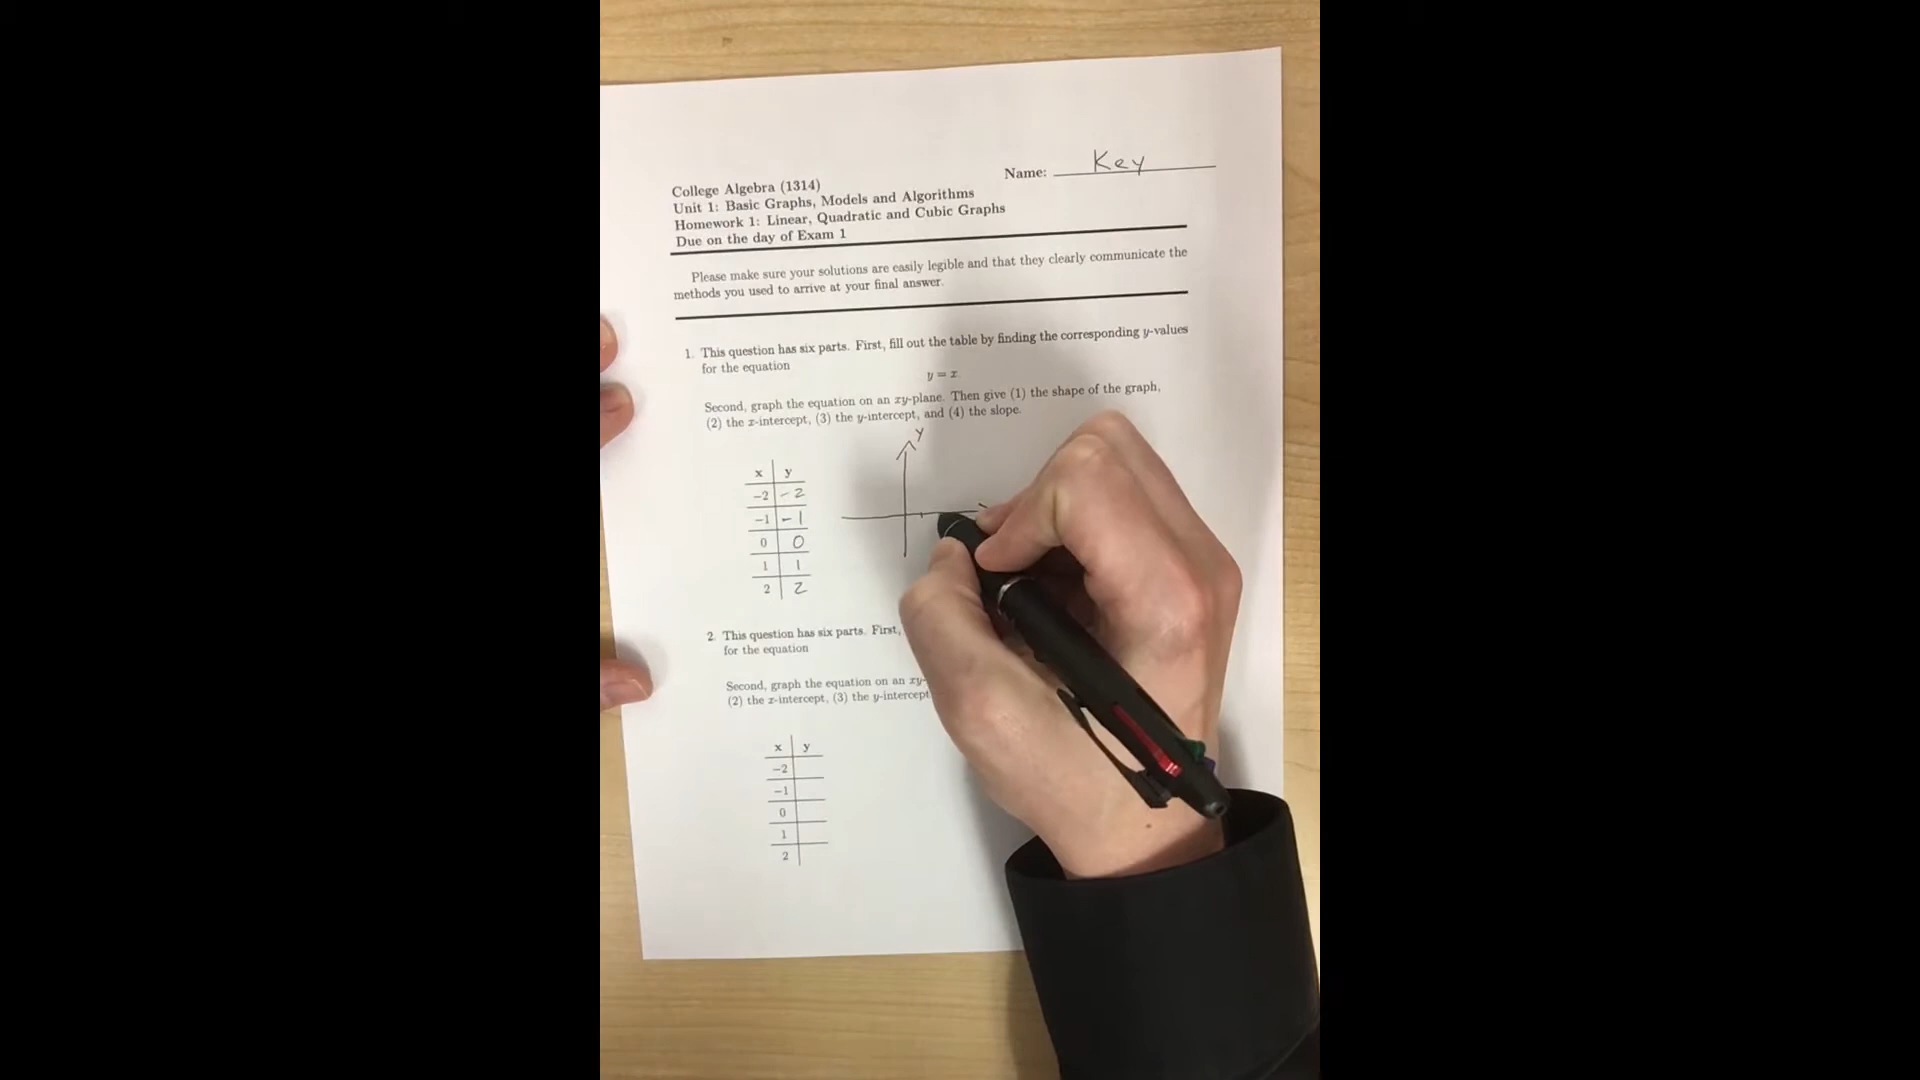 Name: Key
College Algebra (1314)
Unit 1: Basic Graphs, Models and Algorithms
Homework 1: Linear, Quadratic and Cubic Graphs
Due on the day of Exam 1
Please make sure your solutions are easily legible and that they clearly communicate the
methods you used to arrive at your final answer.
1. This question has six parts. First, fill out the table by finding the corresponding y-values
for the equation
y = x
Second, graph the equation on an xy-plane. Then give (1) the shape of the graph,
(2) the x-intercept, (3) the y-intercept, and (4) the slope.
y
x y
-2 -2
-1 -1
0 0
1 1
2 2
2. This question has six parts. First,
for the equation
Second, graph the equation on an xy-
(2) the x-intercept, (3) the y-intercept
x y
-2
-1
0
1
2